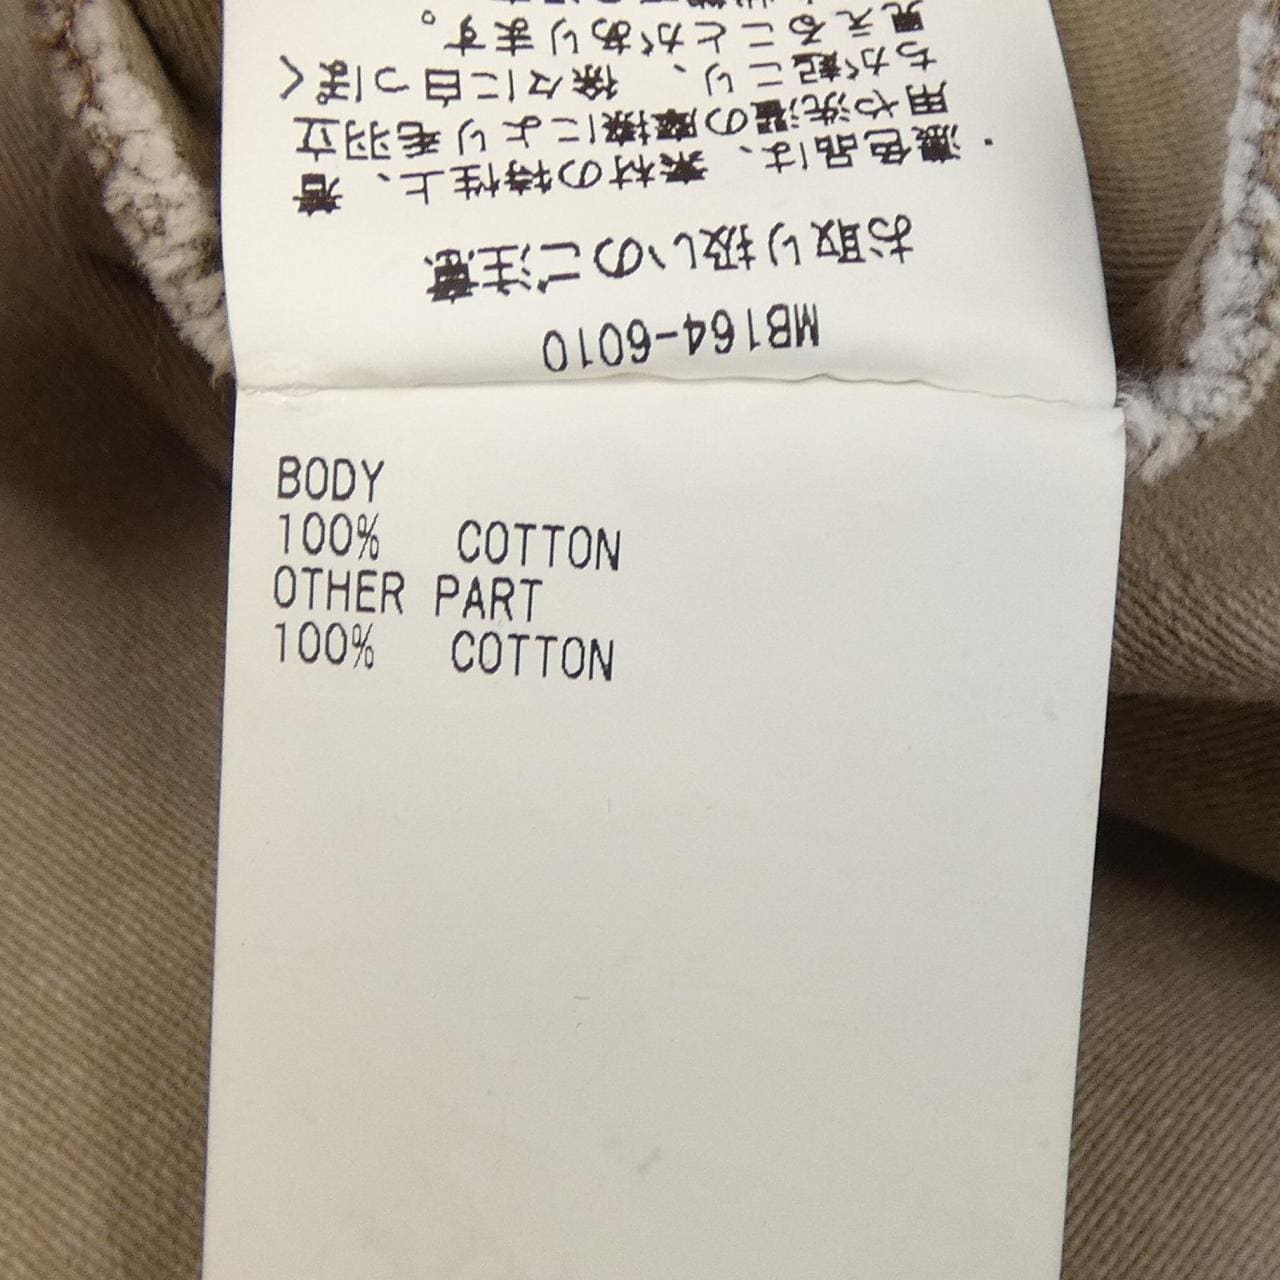 MB164-6010
お取り扱いのご注意
・濃色品は、素材の特性上、着
用や洗濯の摩擦により毛羽立
ちが起こり、徐々に白っぽく
見えることがあります。
BODY
100% COTTON
OTHER PART
100% COTTON